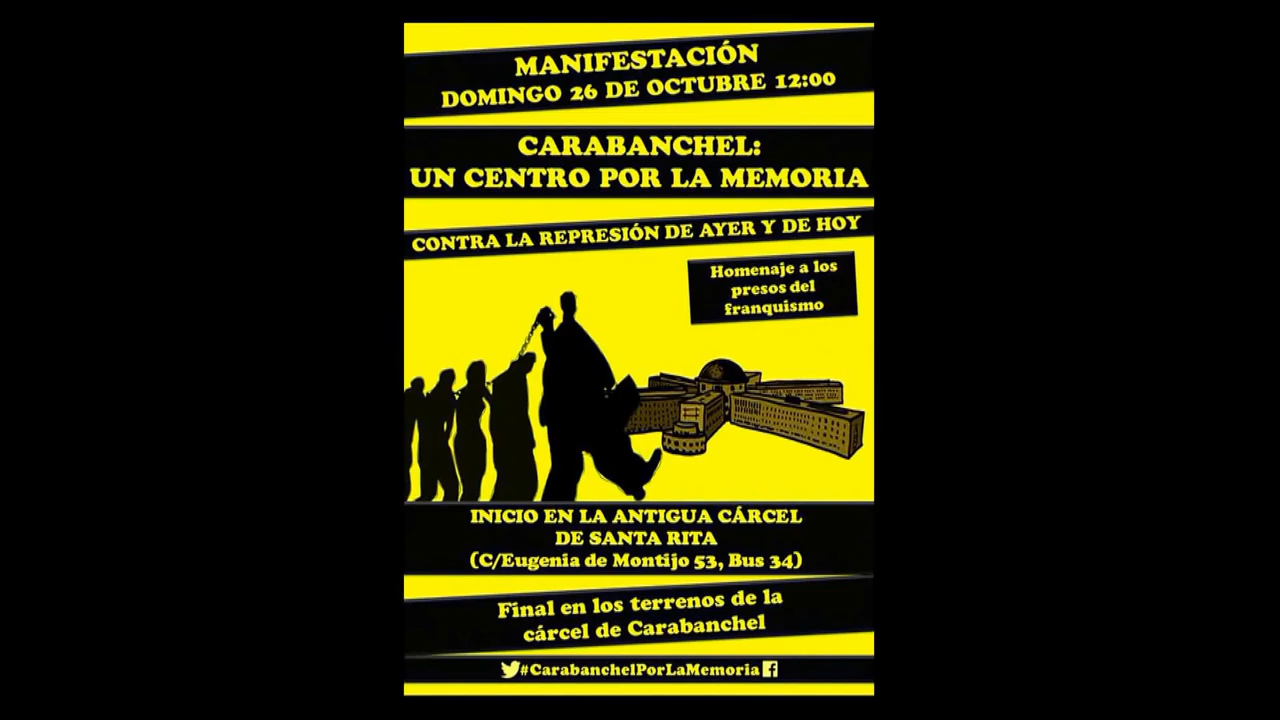 MANIFESTACIÓN
DOMINGO 26 DE OCTUBRE 12:00
CARABANCHEL:
UN CENTRO POR LA MEMORIA
CONTRA LA REPRESIÓN DE AYER Y DE HOY
Homenaje a los
presos del
franquismo
INICIO EN LA ANTIGUA CÁRCEL
DE SANTA RITA
(C/Eugenia de Montijo 53, Bus 34)
Final en los terrenos de la
cárcel de Carabanchel
#CarabanchelPorLaMemoria